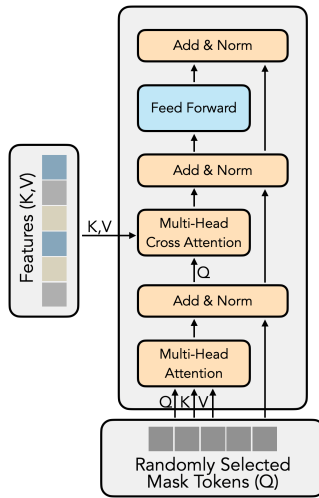 Add & Norm
Feed Forward
Add & Norm
Features (K,V)
K,V
Multi-Head
Cross Attention
Q
Add & Norm
Multi-Head
Attention
Q K V
Randomly Selected
Mask Tokens (Q)